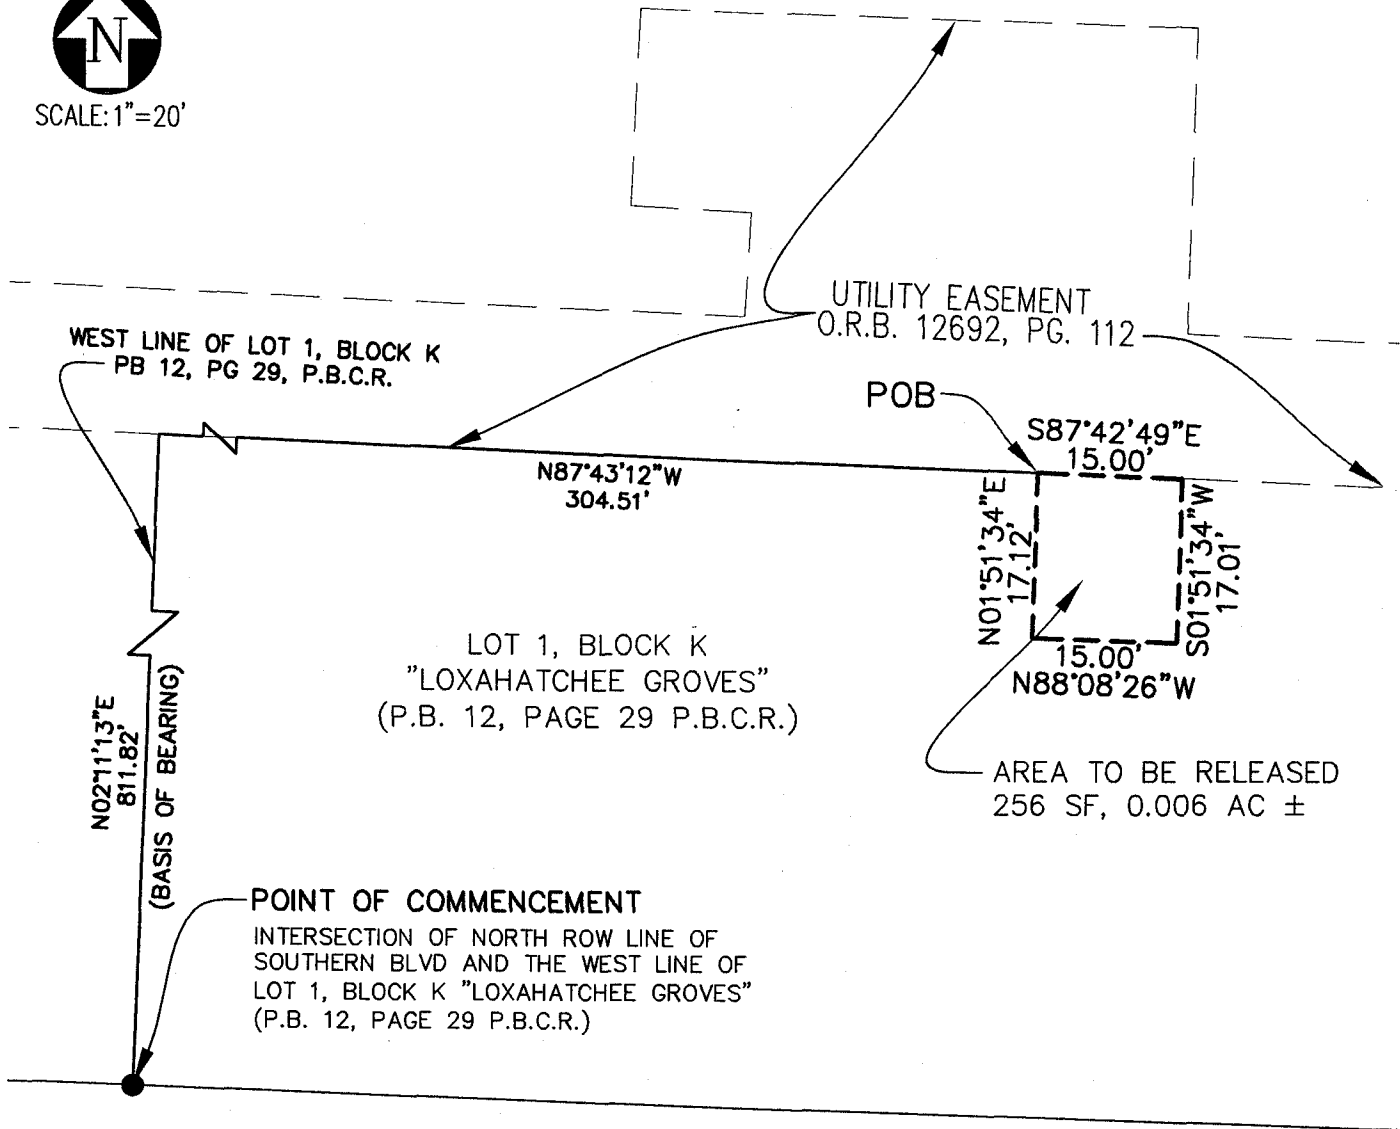 N
SCALE: 1"=20'
UTILITY EASEMENT
O.R.B. 12692, PG. 112
WEST LINE OF LOT 1, BLOCK K
PB 12, PG 29, P.B.C.R.
POB
S87°42'49"E
15.00'
N87°43'12"W
304.51'
N01°51'34"E
17.12'
S01°51'34"W
17.01'
15.00'
N88°08'26"W
LOT 1, BLOCK K
"LOXAHATCHEE GROVES"
(P.B. 12, PAGE 29 P.B.C.R.)
N02°11'13"E
811.82'
(BASIS OF BEARING)
AREA TO BE RELEASED
256 SF, 0.006 AC ±
POINT OF COMMENCEMENT
INTERSECTION OF NORTH ROW LINE OF
SOUTHERN BLVD AND THE WEST LINE OF
LOT 1, BLOCK K "LOXAHATCHEE GROVES"
(P.B. 12, PAGE 29 P.B.C.R.)